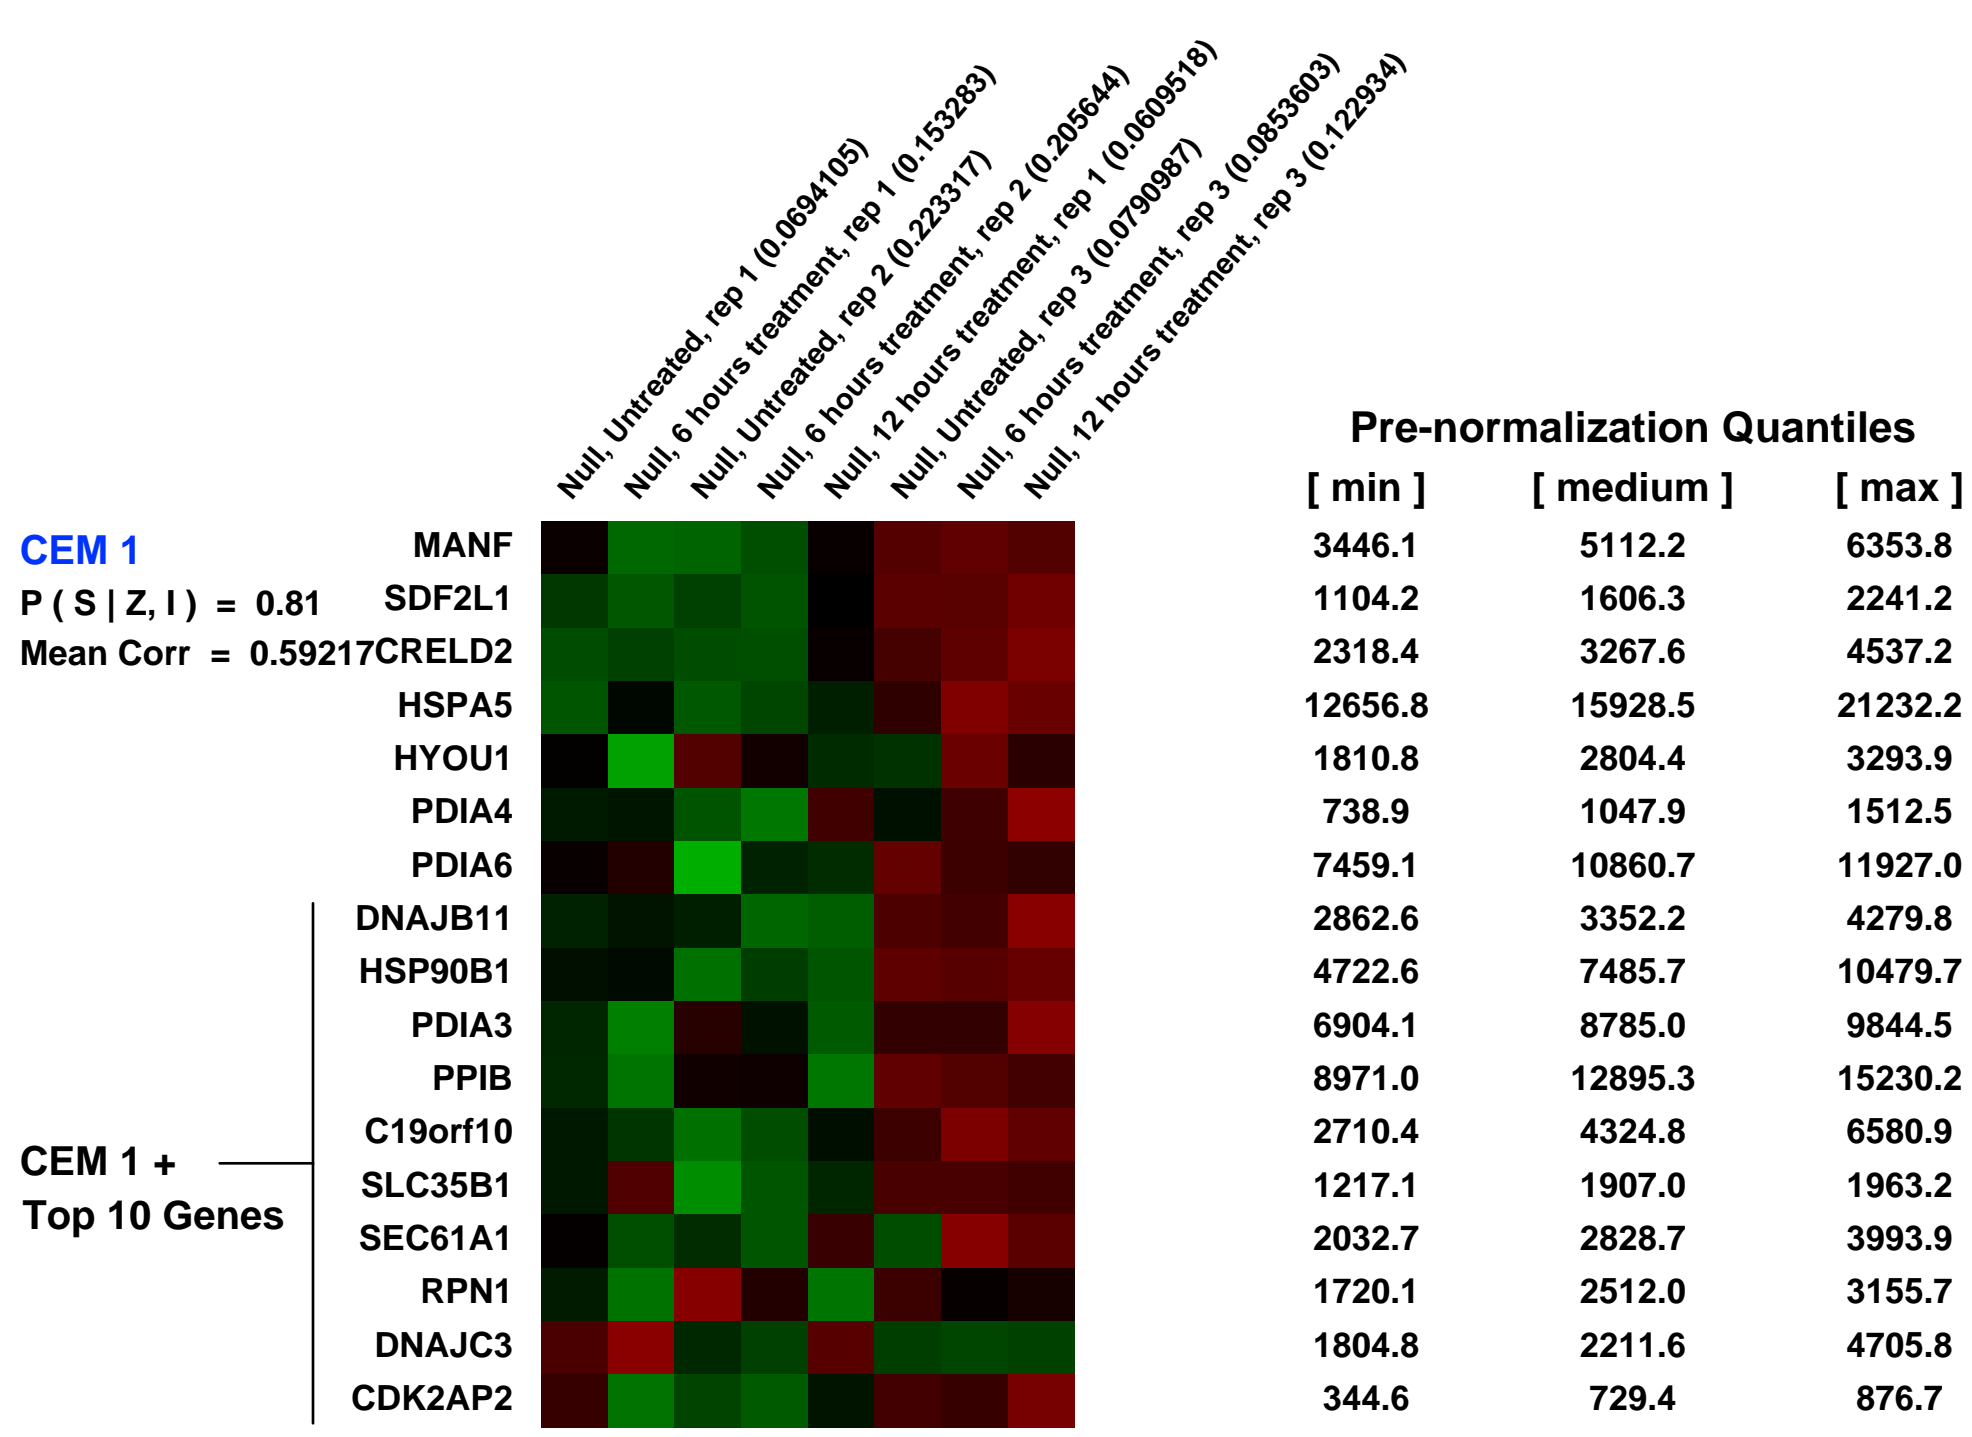 Null, Untreated, rep 1 (0.0694105)
Null, 6 hours treatment, rep 1 (0.153283)
Null, Untreated, rep 2 (0.223317)
Null, 6 hours treatment, rep 2 (0.205644)
Null, 12 hours treatment, rep 1 (0.0609518)
Null, Untreated, rep 3 (0.0790987)
Null, 6 hours treatment, rep 3 (0.0853603)
Null, 12 hours treatment, rep 3 (0.122934)
Pre-normalization Quantiles
[ min ] [ medium ] [ max ]
CEM 1
P ( S | Z, I ) = 0.81
Mean Corr = 0.59217
MANF 3446.1 5112.2 6353.8
SDF2L1 1104.2 1606.3 2241.2
CRELD2 2318.4 3267.6 4537.2
HSPA5 12656.8 15928.5 21232.2
HYOU1 1810.8 2804.4 3293.9
PDIA4 738.9 1047.9 1512.5
PDIA6 7459.1 10860.7 11927.0
DNAJB11 2862.6 3352.2 4279.8
HSP90B1 4722.6 7485.7 10479.7
PDIA3 6904.1 8785.0 9844.5
PPIB 8971.0 12895.3 15230.2
C19orf10 2710.4 4324.8 6580.9
SLC35B1 1217.1 1907.0 1963.2
SEC61A1 2032.7 2828.7 3993.9
RPN1 1720.1 2512.0 3155.7
DNAJC3 1804.8 2211.6 4705.8
CDK2AP2 344.6 729.4 876.7
CEM 1 +
Top 10 Genes